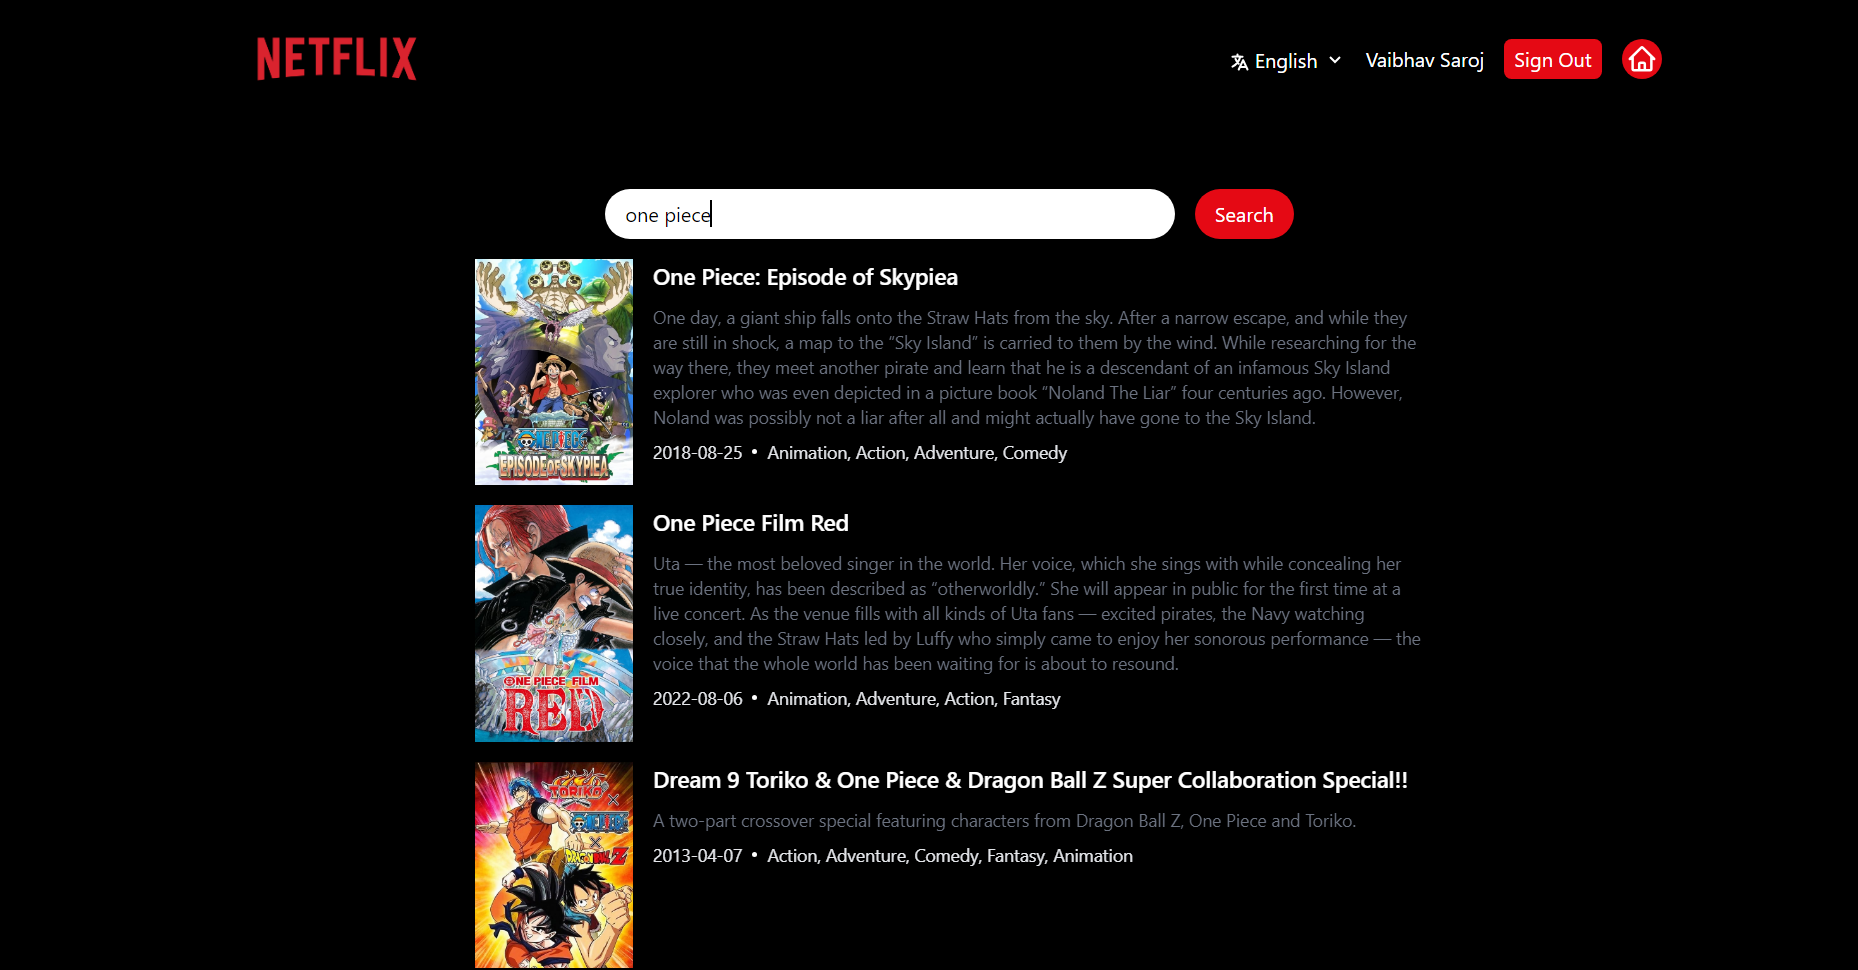 NETFLIX
English
Vaibhav Saroj
Sign Out
one piece
Search
One Piece: Episode of Skypiea
One day, a giant ship falls onto the Straw Hats from the sky. After a narrow escape, and while they
are still in shock, a map to the “Sky Island” is carried to them by the wind. While researching for the
way there, they meet another pirate and learn that he is a descendant of an infamous Sky Island
explorer who was even depicted in a picture book “Noland The Liar” four centuries ago. However,
Noland was possibly not a liar after all and might actually have gone to the Sky Island.
2018-08-25 • Animation, Action, Adventure, Comedy
ONE PIECE
EPISODE OF SKYPIEA
One Piece Film Red
Uta — the most beloved singer in the world. Her voice, which she sings with while concealing her
true identity, has been described as “otherworldly.” She will appear in public for the first time at a
live concert. As the venue fills with all kinds of Uta fans — excited pirates, the Navy watching
closely, and the Straw Hats led by Luffy who simply came to enjoy her sonorous performance — the
voice that the whole world has been waiting for is about to resound.
2022-08-06 • Animation, Adventure, Action, Fantasy
ONE PIECE FILM
RED
Dream 9 Toriko & One Piece & Dragon Ball Z Super Collaboration Special!!
A two-part crossover special featuring characters from Dragon Ball Z, One Piece and Toriko.
2013-04-07 • Action, Adventure, Comedy, Fantasy, Animation
TORIKO
×
ONE PIECE
×
DRAGON BALL Z